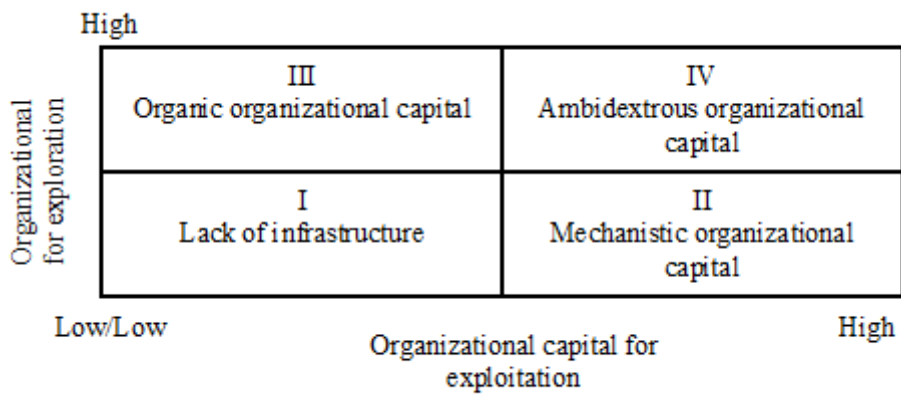 High
III
Organic organizational capital
IV
Ambidextrous organizational
capital
Organizational
for exploration
I
Lack of infrastructure
II
Mechanistic organizational
capital
Low/Low
Organizational capital for
exploitation
High